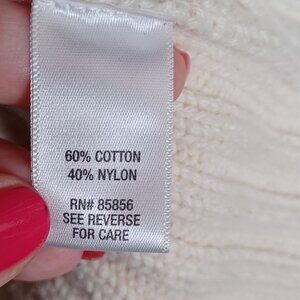 60% COTTON
40% NYLON
RN# 85856
SEE REVERSE
FOR CARE